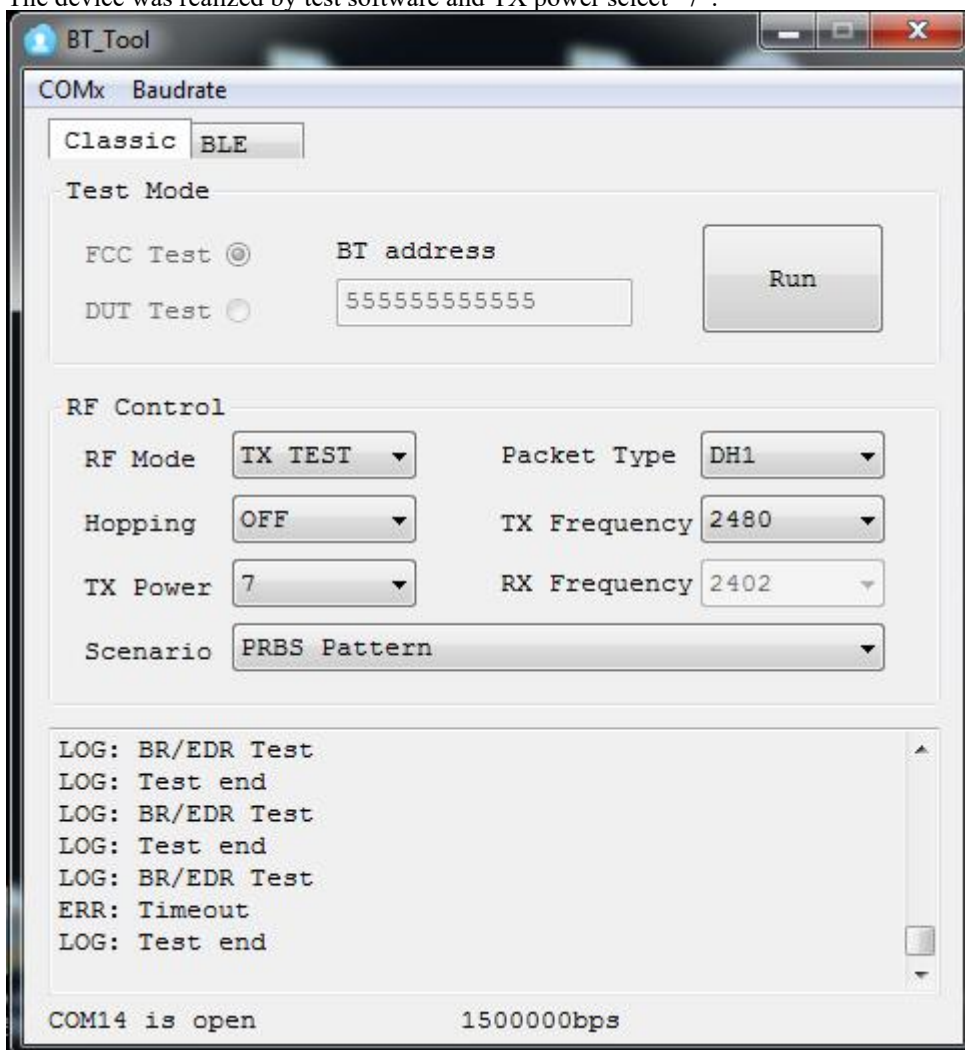 The device was realized by test software and TX power select "7".
BT_Tool
COMx Baudrate
Classic BLE
Test Mode
FCC Test BT address
Run
DUT Test 555555555555
RF Control
RF Mode TX TEST Packet Type DH1
Hopping OFF TX Frequency 2480
TX Power 7 RX Frequency 2402
Scenario PRBS Pattern
LOG: BR/EDR Test
LOG: Test end
LOG: BR/EDR Test
LOG: Test end
LOG: BR/EDR Test
ERR: Timeout
LOG: Test end
COM14 is open 1500000bps